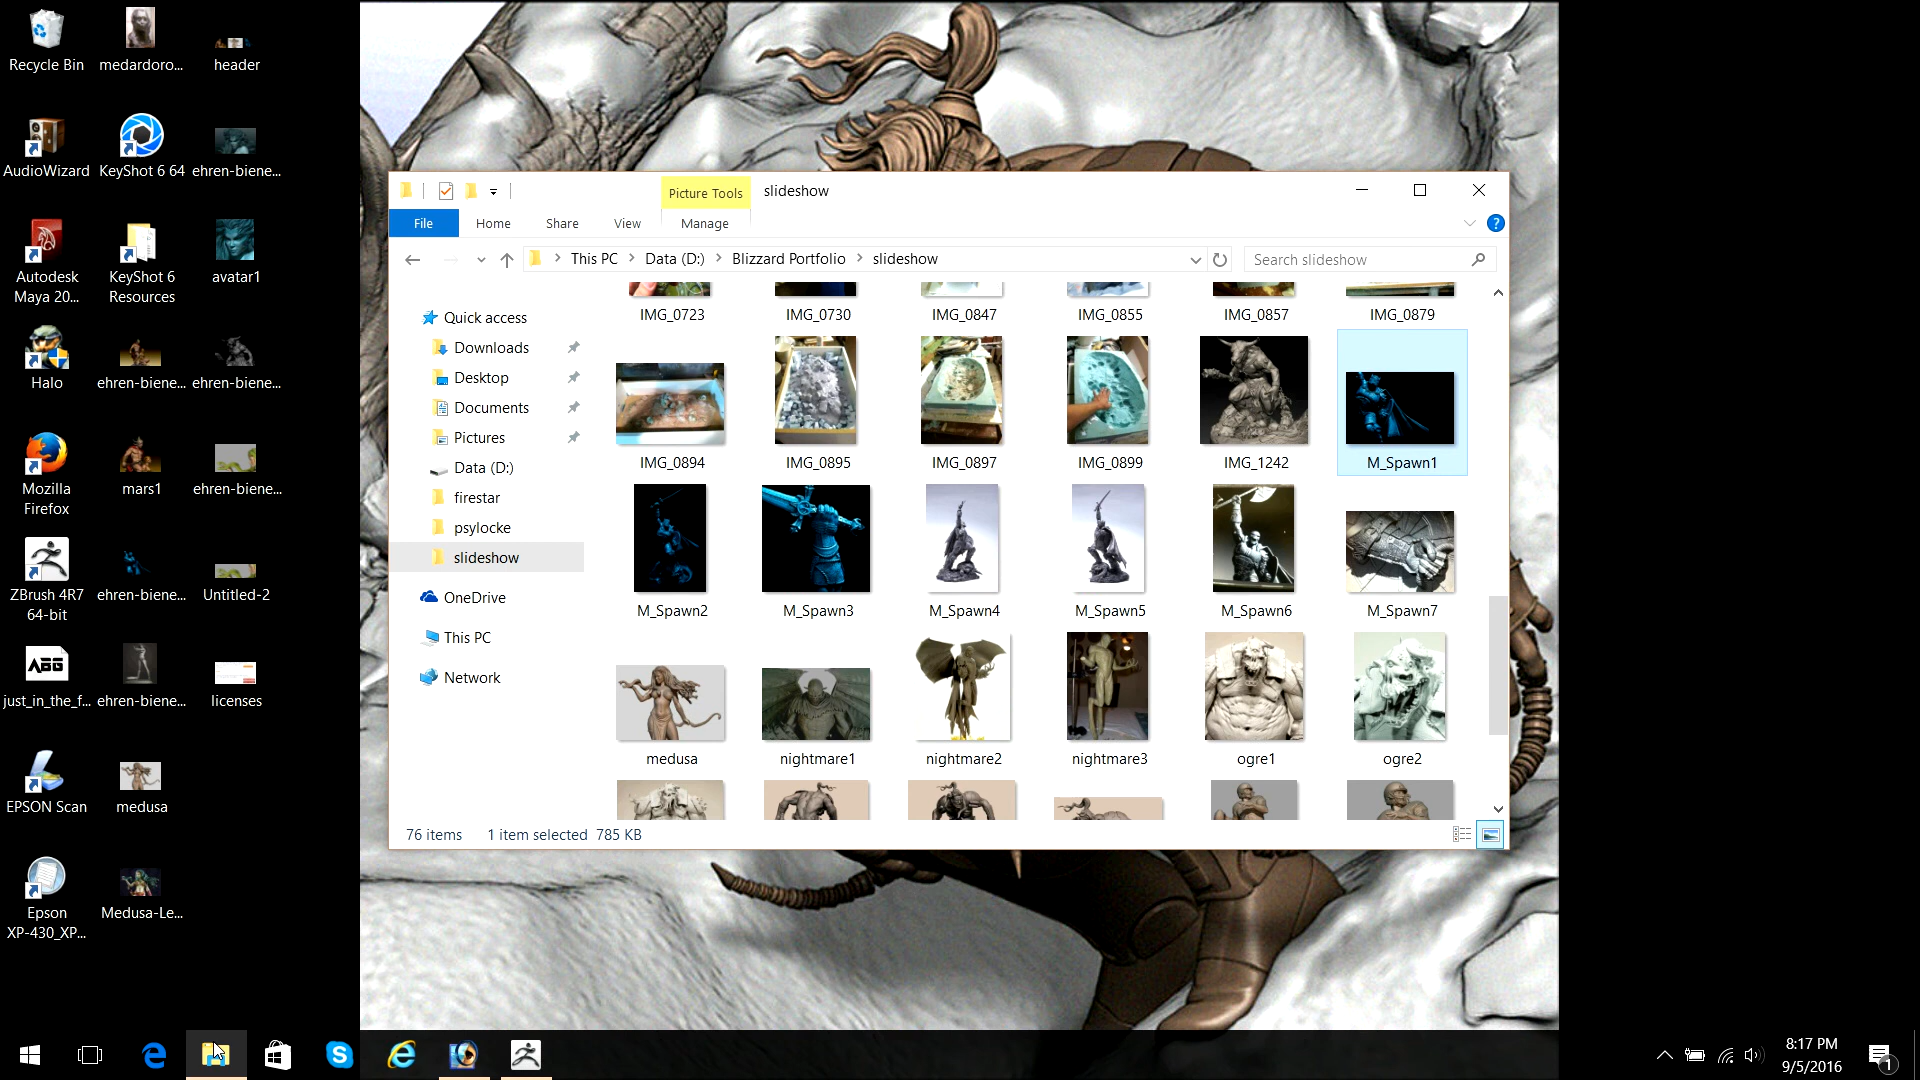 Recycle Bin
medardoro...
header
AudioWizard
KeyShot 6 64
ehren-biene...
Autodesk
Maya 20...
KeyShot 6
Resources
avatar1
Halo
ehren-biene...
ehren-biene...
Mozilla
Firefox
mars1
ehren-biene...
ZBrush 4R7
64-bit
ehren-biene...
Untitled-2
just_in_the_f...
ehren-biene...
licenses
EPSON Scan
medusa
Epson
XP-430_XP...
Medusa-Le...
Picture Tools
slideshow
File
Home
Share
View
Manage
?
This PC
Data (D:)
Blizzard Portfolio
slideshow
Search slideshow
Quick access
Downloads
Desktop
Documents
Pictures
Data (D:)
firestar
psylocke
slideshow
OneDrive
This PC
Network
IMG_0723
IMG_0730
IMG_0847
IMG_0855
IMG_0857
IMG_0879
IMG_0894
IMG_0895
IMG_0897
IMG_0899
IMG_1242
M_Spawn1
M_Spawn2
M_Spawn3
M_Spawn4
M_Spawn5
M_Spawn6
M_Spawn7
medusa
nightmare1
nightmare2
nightmare3
ogre1
ogre2
76 items
1 item selected 785 KB
8:17 PM
9/5/2016
1